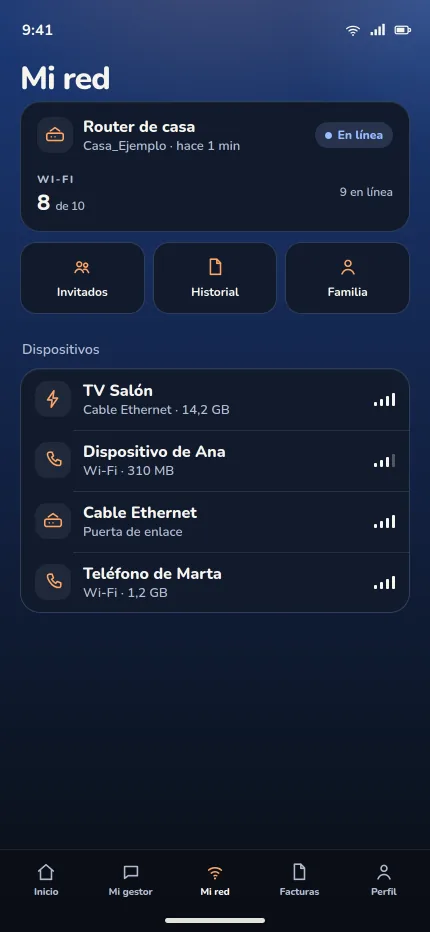 9:41
Mi red
Router de casa
Casa_Ejemplo · hace 1 min
En línea
WI-FI
8 de 10
9 en línea
Invitados
Historial
Familia
Dispositivos
TV Salón
Cable Ethernet · 14,2 GB
Dispositivo de Ana
Wi-Fi · 310 MB
Cable Ethernet
Puerta de enlace
Teléfono de Marta
Wi-Fi · 1,2 GB
Inicio
Mi gestor
Mi red
Facturas
Perfil